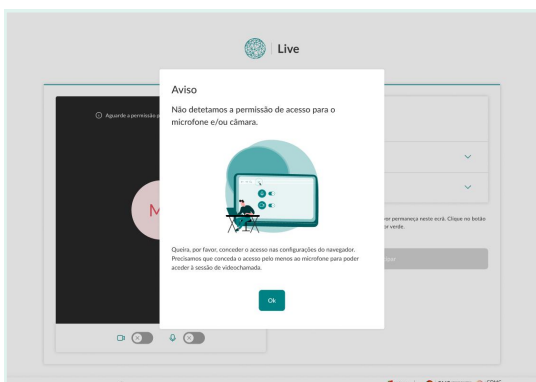 Live
Aviso
Não detetamos a permissão de acesso para o
microfone e/ou câmara.
Aguarde a permissão
M
permaneça neste ecrã. Clique no botão
verde.
Queira, por favor, conceder o acesso nas configurações do navegador.
Precisamos que conceda o acesso pelo menos ao microfone para poder
aceder à sessão de videochamada.
Ok